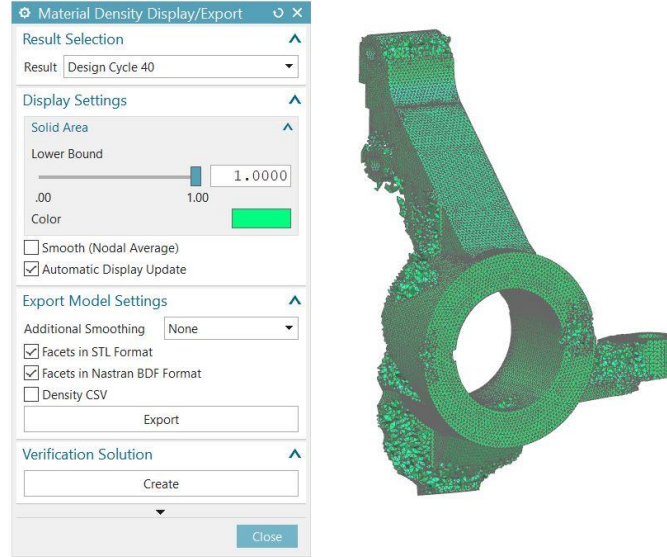 Material Density Display/Export
Result Selection
Result Design Cycle 40
Display Settings
Solid Area
Lower Bound
1.0000
.00 1.00
Color
Smooth (Nodal Average)
Automatic Display Update
Export Model Settings
Additional Smoothing None
Facets in STL Format
Facets in Nastran BDF Format
Density CSV
Export
Verification Solution
Create
Close